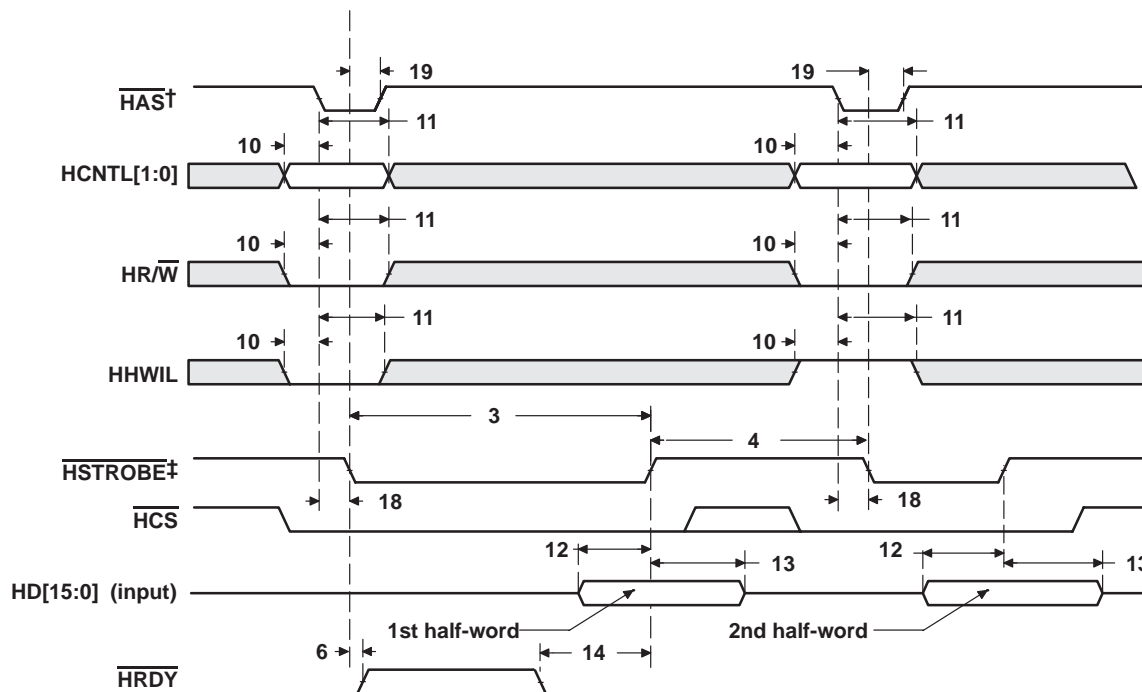 19 19
HAS†
11 11
10 10
HCNTL[1:0]
11 11
10 10
HR/W
11 11
10 10
HHWIL
3
4
HSTROBE‡
18 18
HCS
12 12
13 13
HD[15:0] (input)
1st half-word 2nd half-word
6 14
HRDY